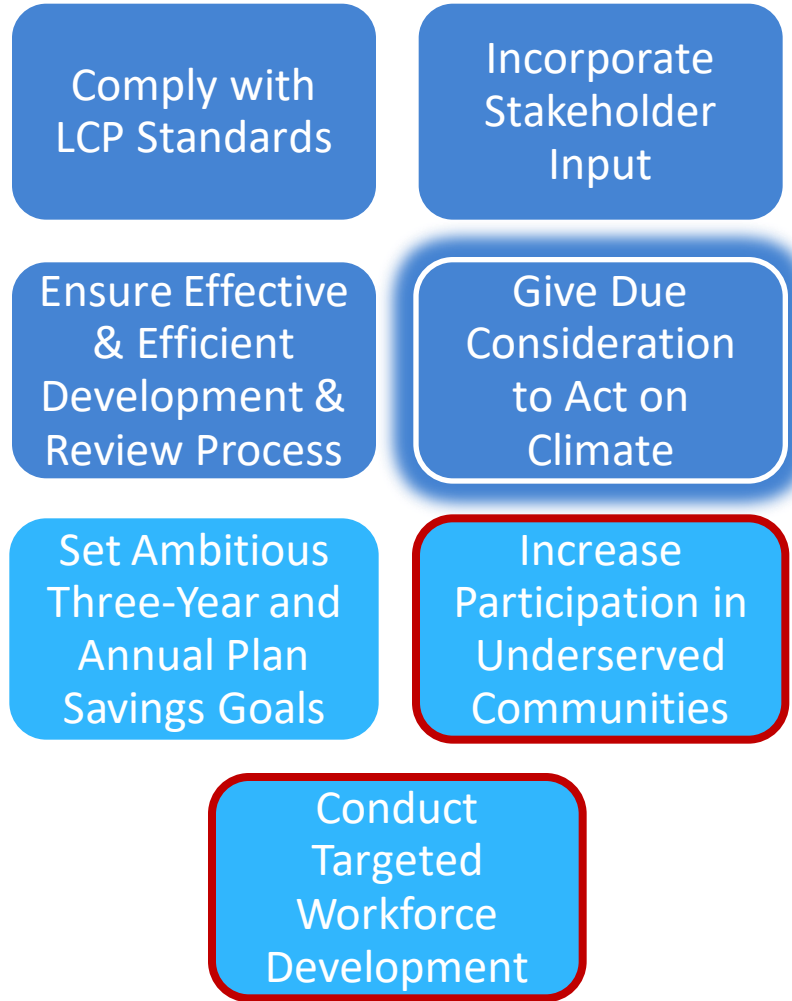 Comply with
LCP Standards
Incorporate
Stakeholder
Input
Ensure Effective
& Efficient
Development &
Review Process
Give Due
Consideration
to Act on
Climate
Set Ambitious
Three-Year and
Annual Plan
Savings Goals
Increase
Participation in
Underserved
Communities
Conduct
Targeted
Workforce
Development